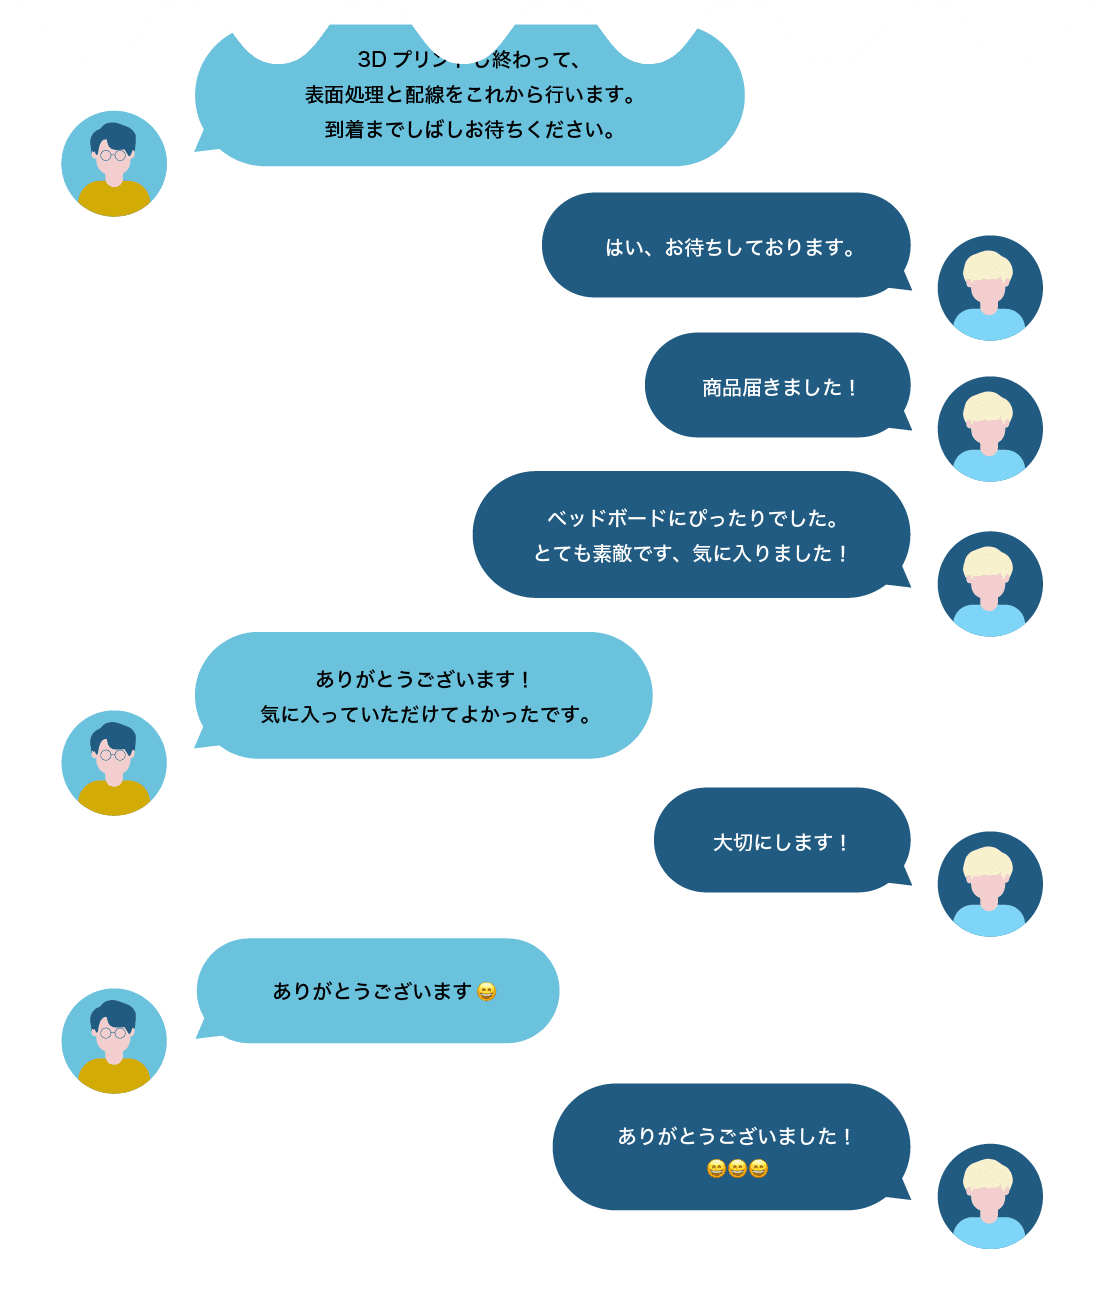 3D プリントし終わって、
表面処理と配線をこれから行います。
到着までしばしお待ちください。
はい、お待ちしております。
商品届きました！
ベッドボードにぴったりでした。
とても素敵です、気に入りました！
ありがとうございます！
気に入っていただけてよかったです。
大切にします！
ありがとうございます😄
ありがとうございました！
😄😄😄